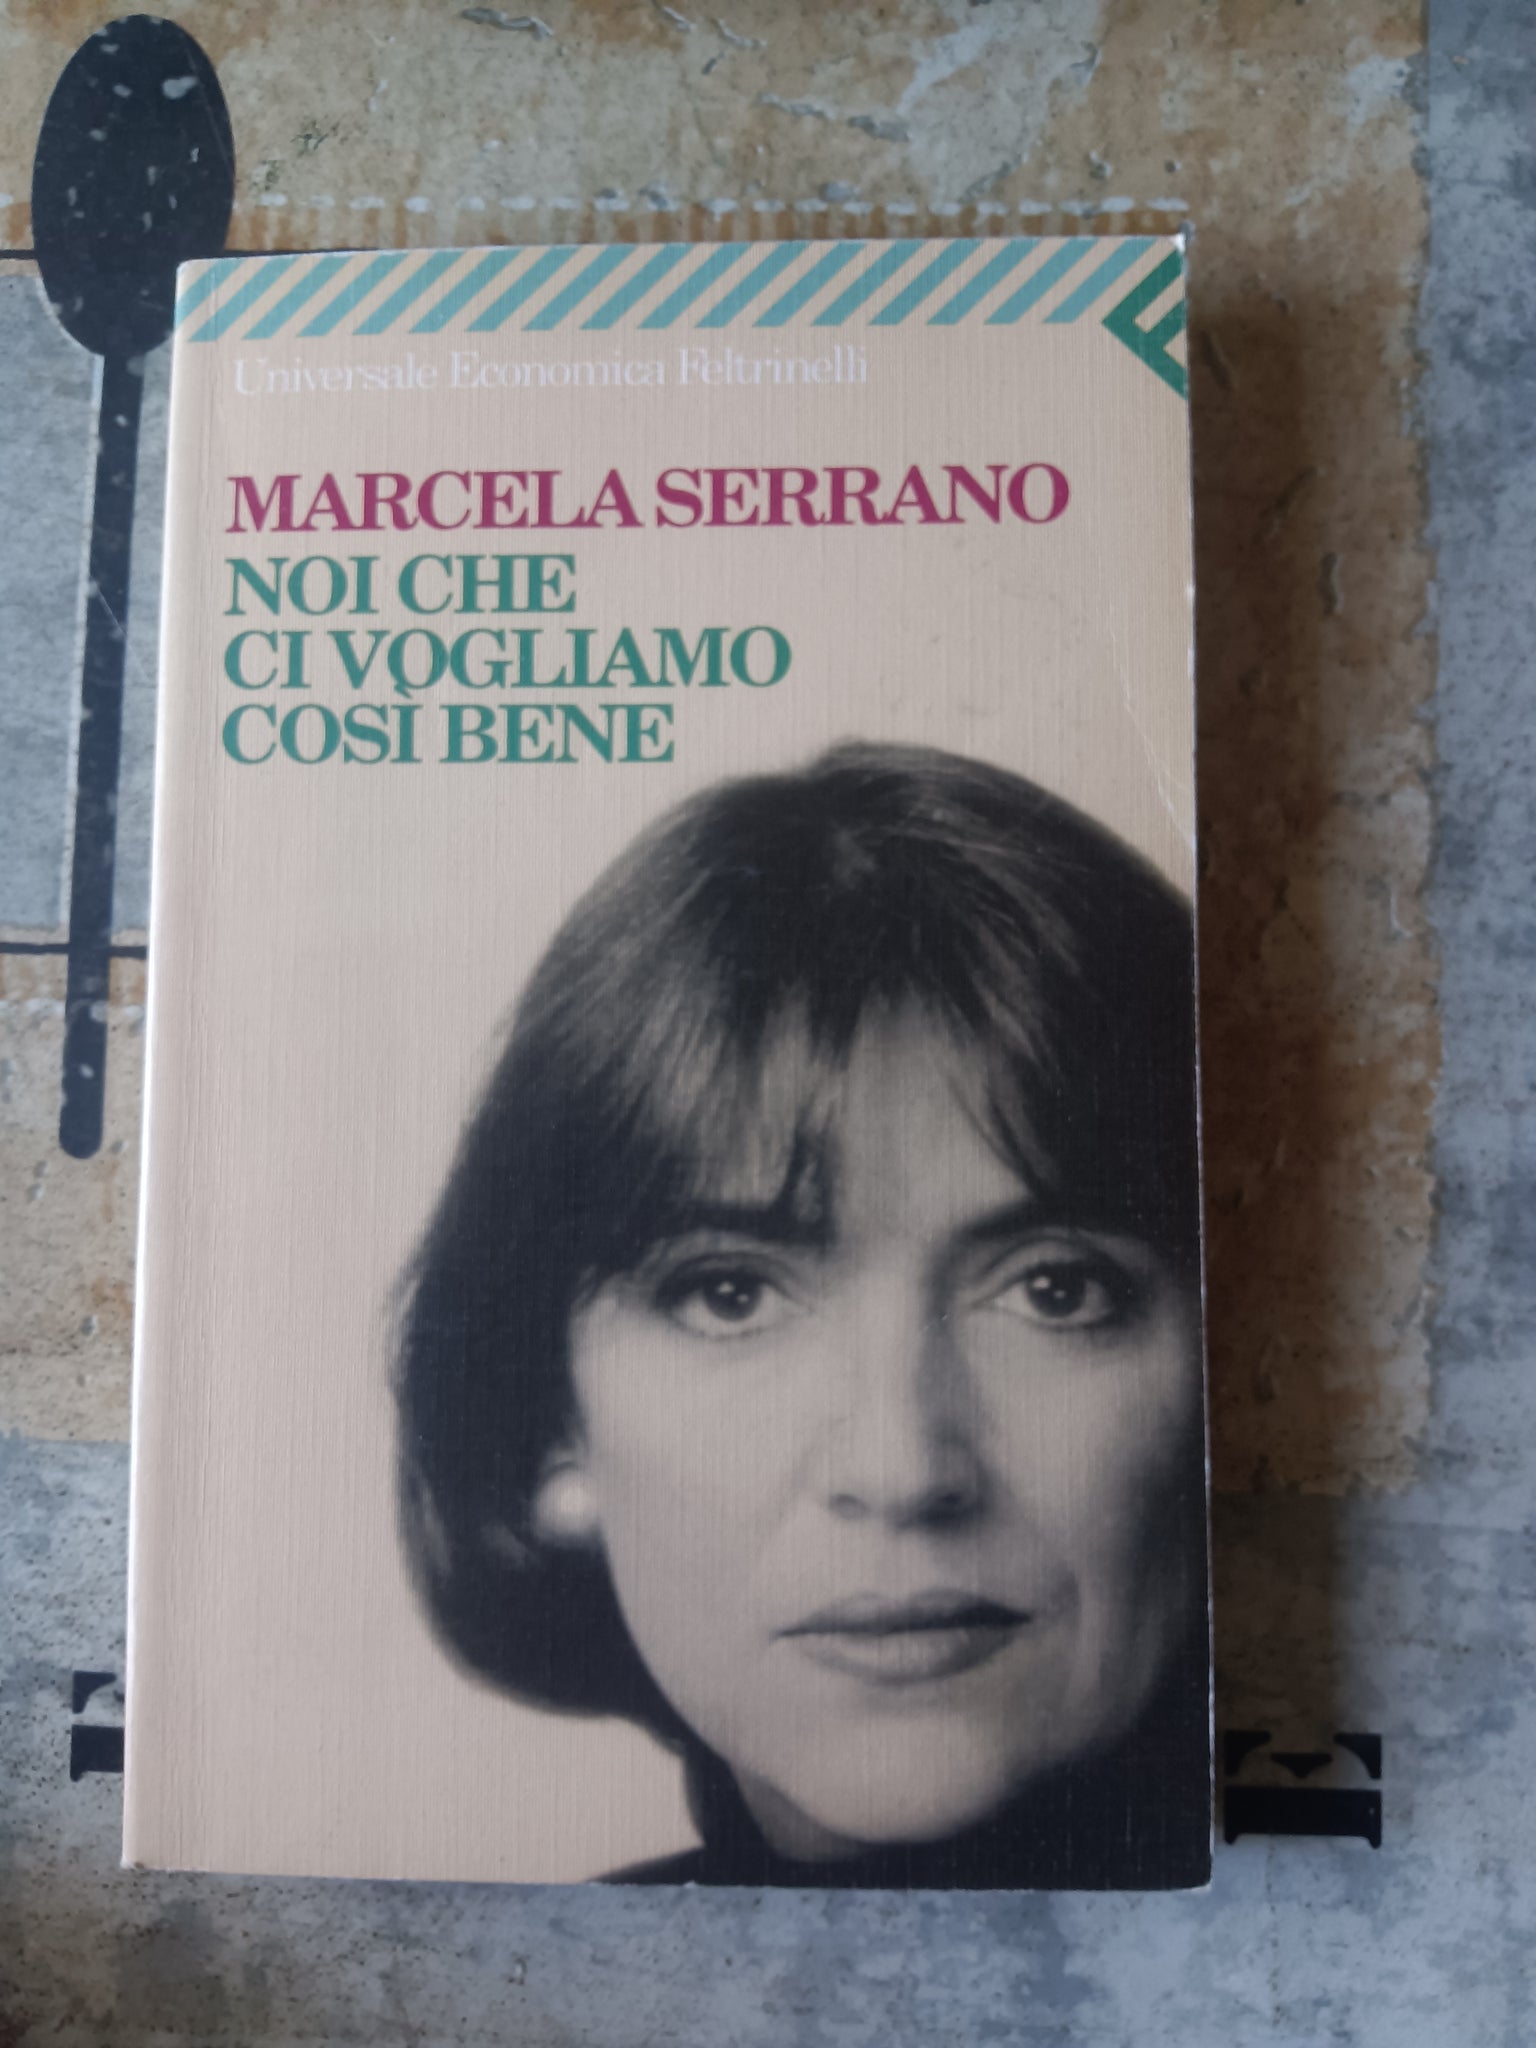 Universale Economica Feltrinelli
MARCELA SERRANO
NOI CHE
CI VOGLIAMO
COSÌ BENE